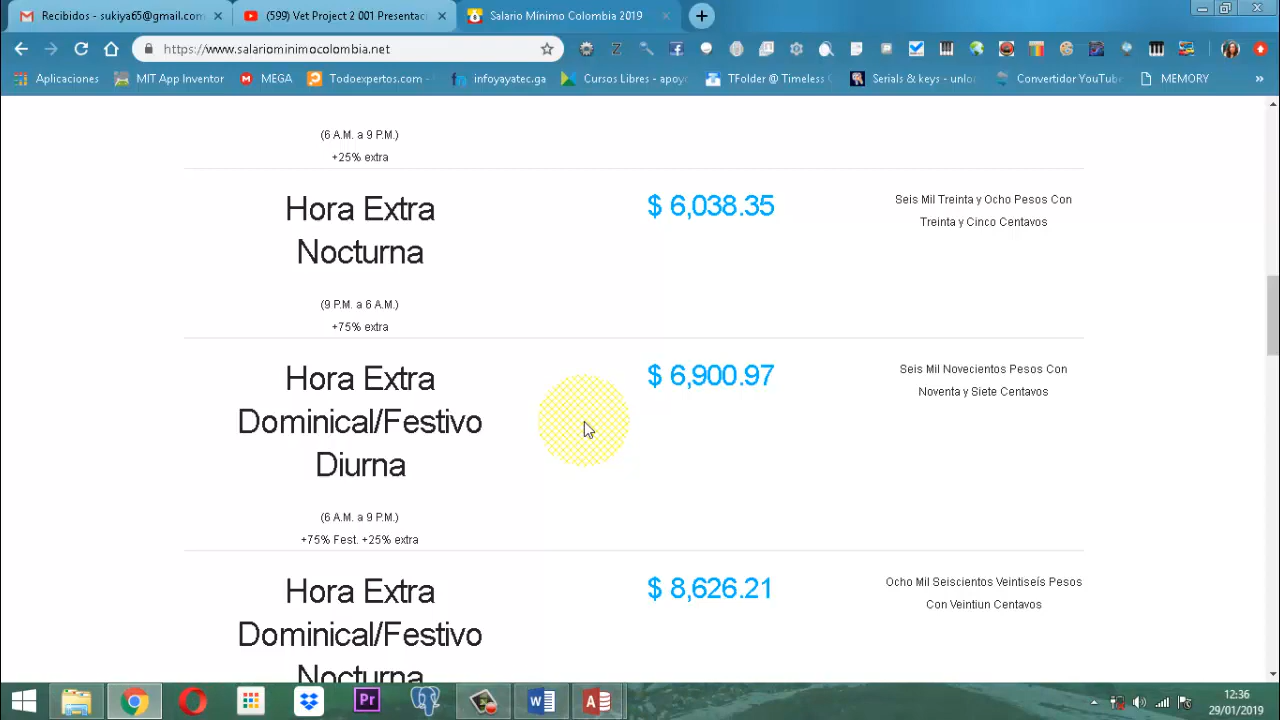 Recibidos - sukiya65@gmail.com
(599) Vet Project 2 001 Presentac
Salario Mínimo Colombia 2019
https://www.salariominimocolombia.net
Aplicaciones
MIT App Inventor
MEGA
Todoexpertos.com -
infoyayatec.ga
Cursos Libres - apoyo
TFolder @ Timeless
Serials & keys - unlo
Convertidor YouTube
MEMORY
»
(6 A.M. a 9 P.M.)
+25% extra
Hora Extra
Nocturna
$ 6,038.35
Seis Mil Treinta y Ocho Pesos Con
Treinta y Cinco Centavos
(9 P.M. a 6 A.M.)
+75% extra
Hora Extra
Dominical/Festivo
Diurna
$ 6,900.97
Seis Mil Novecientos Pesos Con
Noventa y Siete Centavos
(6 A.M. a 9 P.M.)
+75% Fest. +25% extra
Hora Extra
Dominical/Festivo
Nocturna
$ 8,626.21
Ocho Mil Seiscientos Veintiseís Pesos
Con Veintiun Centavos
Pr
12:36
29/01/2019